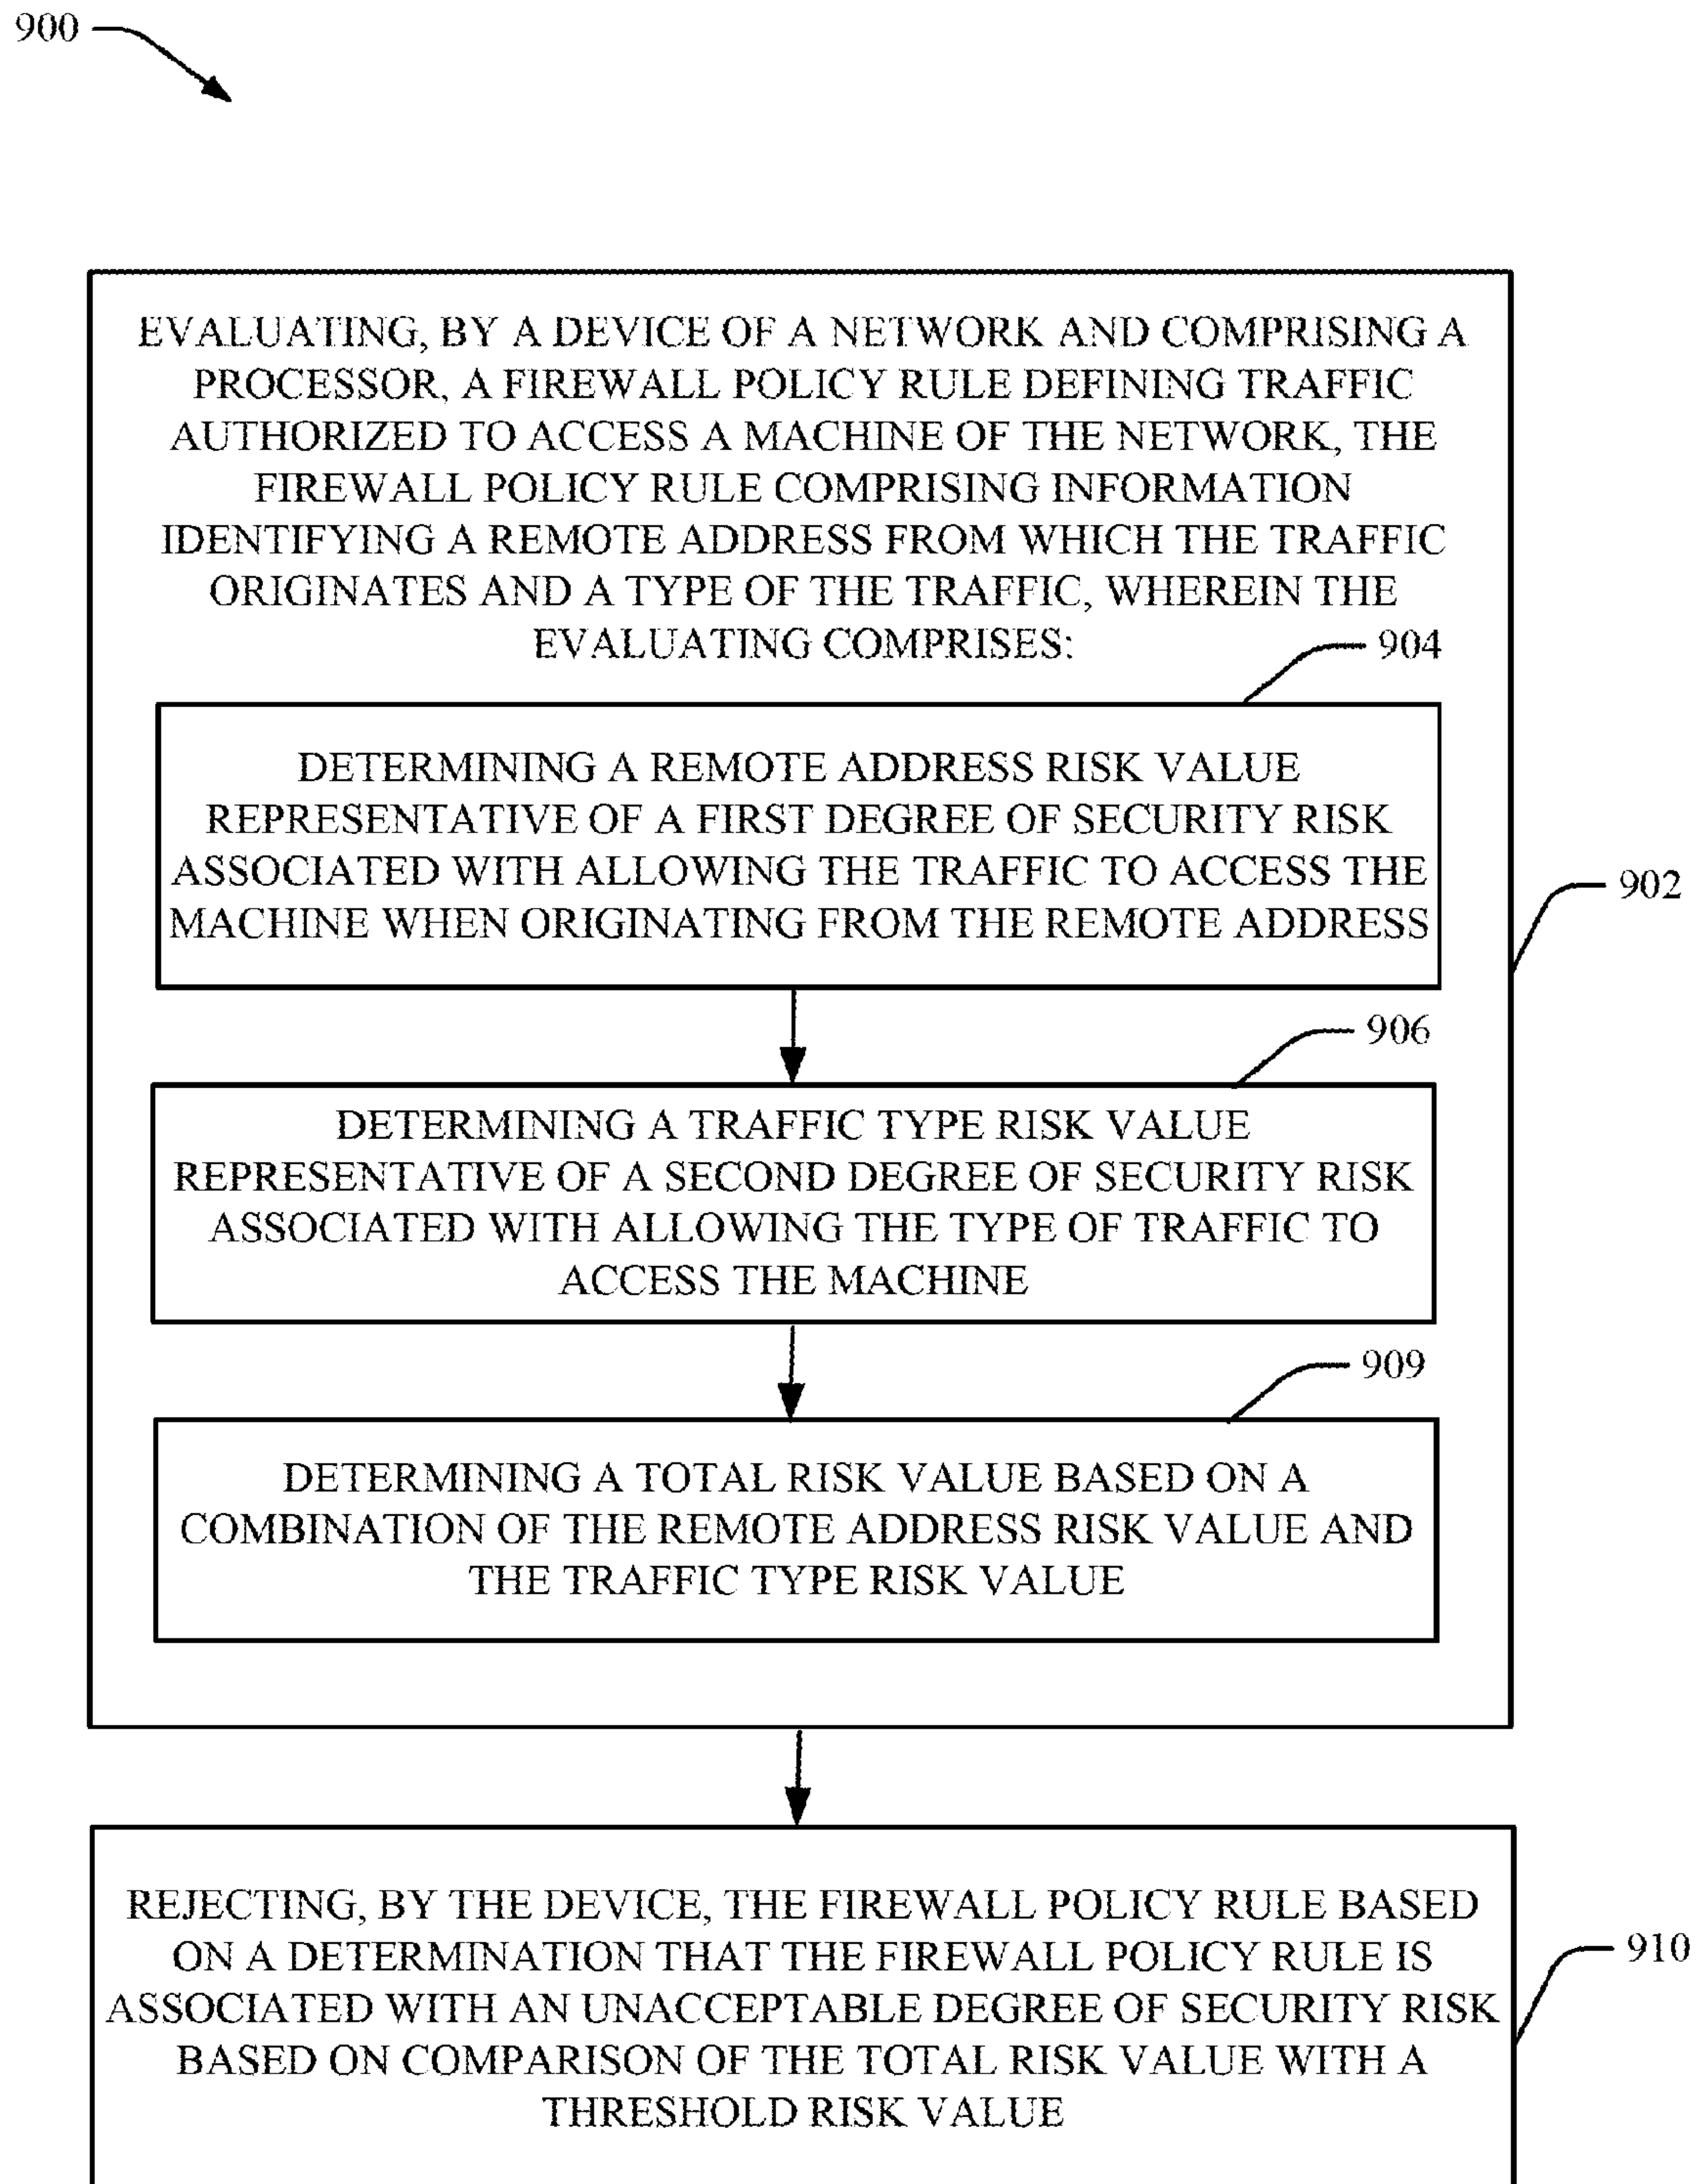 900
EVALUATING, BY A DEVICE OF A NETWORK AND COMPRISING A
PROCESSOR, A FIREWALL POLICY RULE DEFINING TRAFFIC
AUTHORIZED TO ACCESS A MACHINE OF THE NETWORK, THE
FIREWALL POLICY RULE COMPRISING INFORMATION
IDENTIFYING A REMOTE ADDRESS FROM WHICH THE TRAFFIC
ORIGINATES AND A TYPE OF THE TRAFFIC, WHEREIN THE
EVALUATING COMPRISES:
904
DETERMINING A REMOTE ADDRESS RISK VALUE
REPRESENTATIVE OF A FIRST DEGREE OF SECURITY RISK
ASSOCIATED WITH ALLOWING THE TRAFFIC TO ACCESS THE
MACHINE WHEN ORIGINATING FROM THE REMOTE ADDRESS
902
906
DETERMINING A TRAFFIC TYPE RISK VALUE
REPRESENTATIVE OF A SECOND DEGREE OF SECURITY RISK
ASSOCIATED WITH ALLOWING THE TYPE OF TRAFFIC TO
ACCESS THE MACHINE
909
DETERMINING A TOTAL RISK VALUE BASED ON A
COMBINATION OF THE REMOTE ADDRESS RISK VALUE AND
THE TRAFFIC TYPE RISK VALUE
REJECTING, BY THE DEVICE, THE FIREWALL POLICY RULE BASED
ON A DETERMINATION THAT THE FIREWALL POLICY RULE IS
ASSOCIATED WITH AN UNACCEPTABLE DEGREE OF SECURITY RISK
BASED ON COMPARISON OF THE TOTAL RISK VALUE WITH A
THRESHOLD RISK VALUE
910